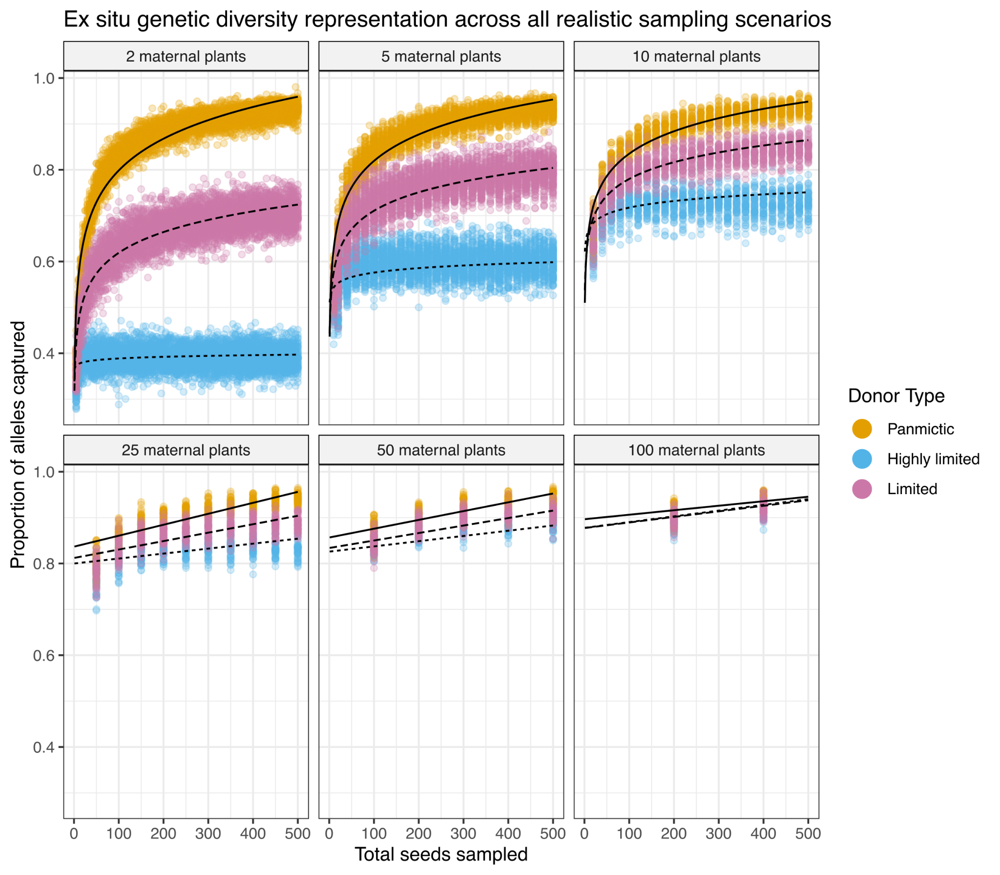 Ex situ genetic diversity representation across all realistic sampling scenarios
2 maternal plants
5 maternal plants
10 maternal plants
1.0
0.8
0.6
0.4
25 maternal plants
50 maternal plants
100 maternal plants
1.0
0.8
0.6
0.4
0 100 200 300 400 500
0 100 200 300 400 500
0 100 200 300 400 500
Total seeds sampled
Proportion of alleles captured
Donor Type
Panmictic
Highly limited
Limited